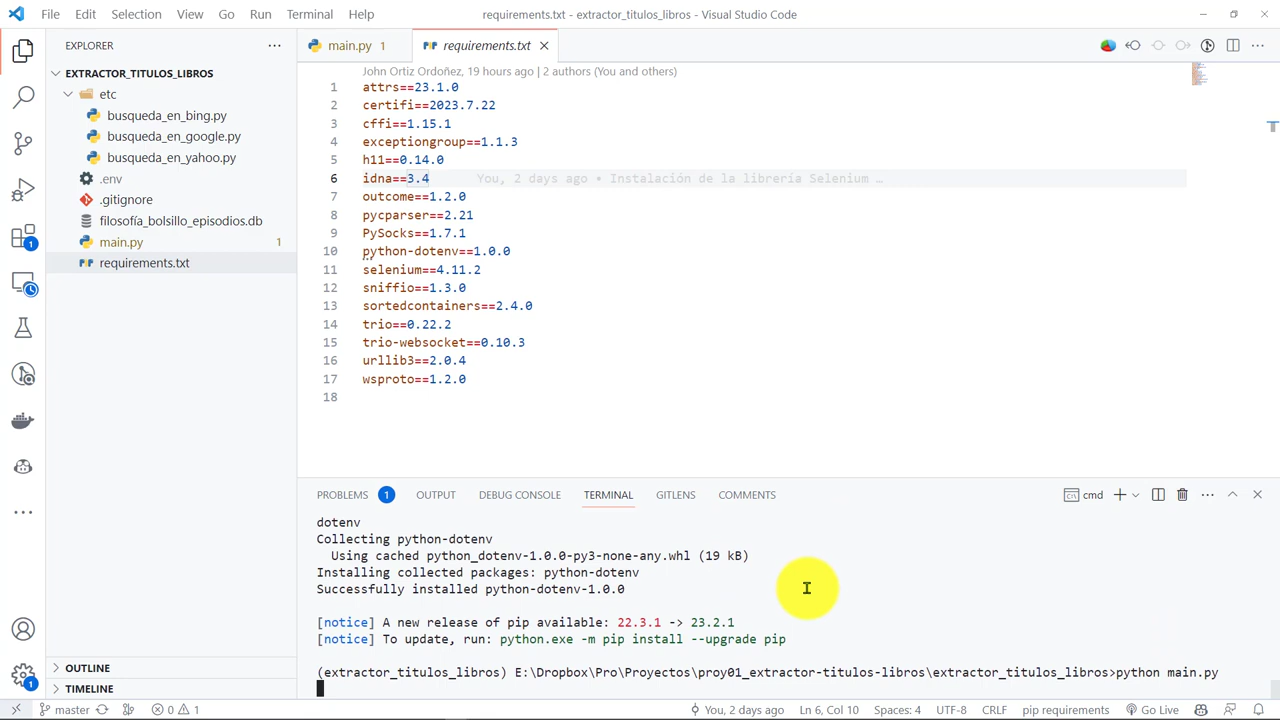 File Edit Selection View Go Run Terminal Help
requirements.txt - extractor_titulos_libros - Visual Studio Code
EXPLORER
main.py 1
requirements.txt
EXTRACTOR_TITULOS_LIBROS
etc
busqueda_en_bing.py
busqueda_en_google.py
busqueda_en_yahoo.py
.env
.gitignore
filosofía_bolsillo_episodios.db
main.py 1
requirements.txt
John Ortiz Ordoñez, 19 hours ago | 2 authors (You and others)
1 attrs==23.1.0
2 certifi==2023.7.22
3 cffi==1.15.1
4 exceptiongroup==1.1.3
5 h11==0.14.0
6 idna==3.4 You, 2 days ago • Instalación de la librería Selenium …
7 outcome==1.2.0
8 pycparser==2.21
9 PySocks==1.7.1
10 python-dotenv==1.0.0
11 selenium==4.11.2
12 sniffio==1.3.0
13 sortedcontainers==2.4.0
14 trio==0.22.2
15 trio-websocket==0.10.3
16 urllib3==2.0.4
17 wsproto==1.2.0
18
PROBLEMS 1 OUTPUT DEBUG CONSOLE TERMINAL GITLENS COMMENTS
cmd
dotenv
Collecting python-dotenv
Using cached python_dotenv-1.0.0-py3-none-any.whl (19 kB)
Installing collected packages: python-dotenv
Successfully installed python-dotenv-1.0.0
[notice] A new release of pip available: 22.3.1 -> 23.2.1
[notice] To update, run: python.exe -m pip install --upgrade pip
(extractor_titulos_libros) E:\Dropbox\Pro\Proyectos\proy01_extractor-titulos-libros\extractor_titulos_libros>python main.py
OUTLINE
TIMELINE
1
1
master 0 1 You, 2 days ago Ln 6, Col 10 Spaces: 4 UTF-8 CRLF pip requirements Go Live